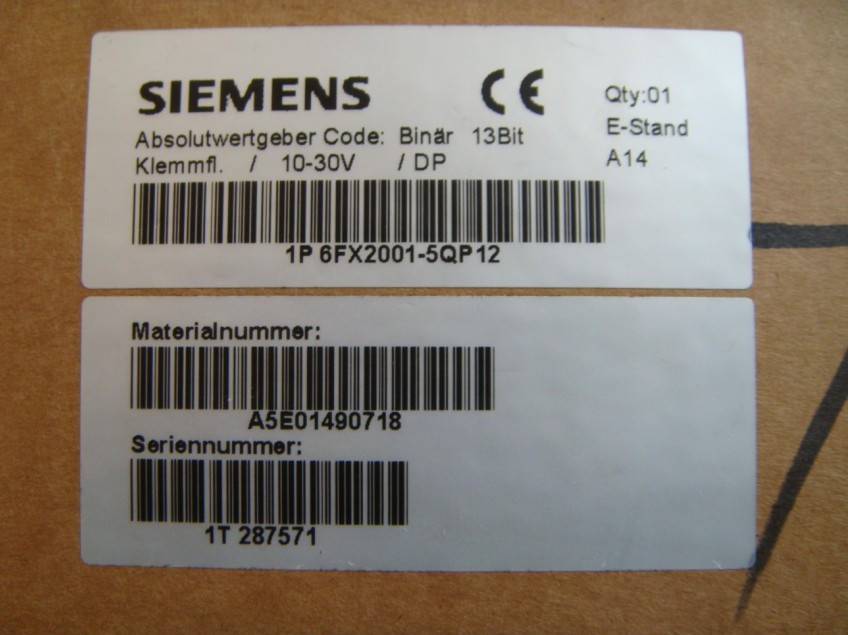 SIEMENS CE Qty:01
Absolutwertgeber Code: Binär 13Bit E-Stand
Klemmfl. / 10-30V / DP A14
1P 6FX2001-5QP12
Materialnummer:
A5E01490718
Seriennummer:
1T 287571